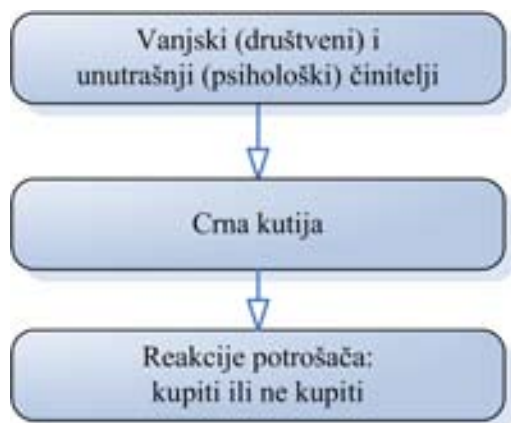 Vanjski (društveni) i
unutrašnji (psihološki) činitelji
Crna kutija
Reakcije potrošača:
kupiti ili ne kupiti